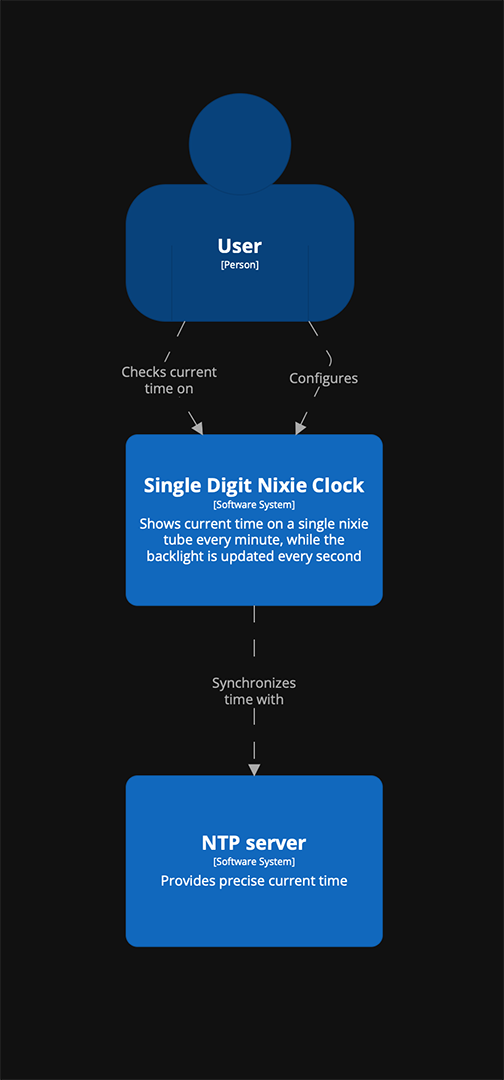 User
[Person]
Checks current
time on
Configures
Single Digit Nixie Clock
[Software System]
Shows current time on a single nixie
tube every minute, while the
backlight is updated every second
Synchronizes
time with
NTP server
[Software System]
Provides precise current time